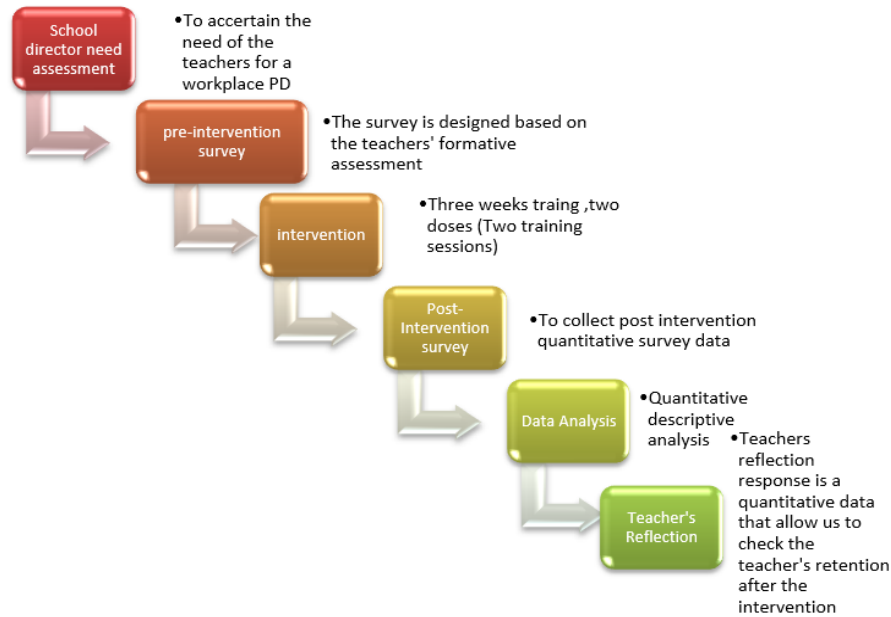 School
director need
assessment
•To accertain the
need of the
teachers for a
workplace PD
pre-intervention
survey
•The survey is designed based on
the teachers' formative
assessment
intervention
•Three weeks traing ,two
doses (Two training
sessions)
Post-
Intervention
survey
•To collect post intervention
quantitative survey data
Data Analysis
•Quantitative
descriptive
analysis
Teacher's
Reflection
•Teachers
reflection
response is a
quantitative data
that allow us to
check the
teacher's retention
after the
intervention